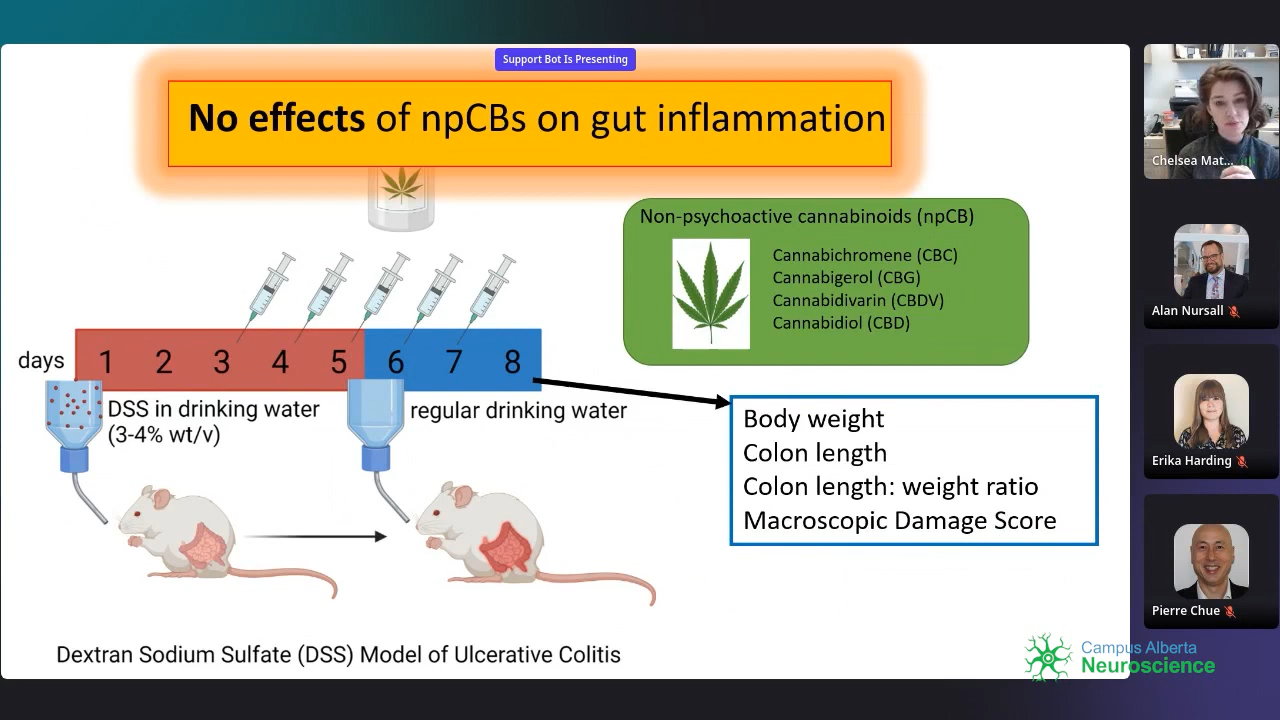 Support Bot Is Presenting
No effects of npCBs on gut inflammation
Non-psychoactive cannabinoids (npCB)
Cannabichromene (CBC)
Cannabigerol (CBG)
Cannabidivarin (CBDV)
Cannabidiol (CBD)
days 1 2 3 4 5 6 7 8
DSS in drinking water
(3-4% wt/v)
regular drinking water
Body weight
Colon length
Colon length: weight ratio
Macroscopic Damage Score
Dextran Sodium Sulfate (DSS) Model of Ulcerative Colitis
Chelsea Mat...
Alan Nursall
Erika Harding
Pierre Chue
Campus Alberta
Neuroscience